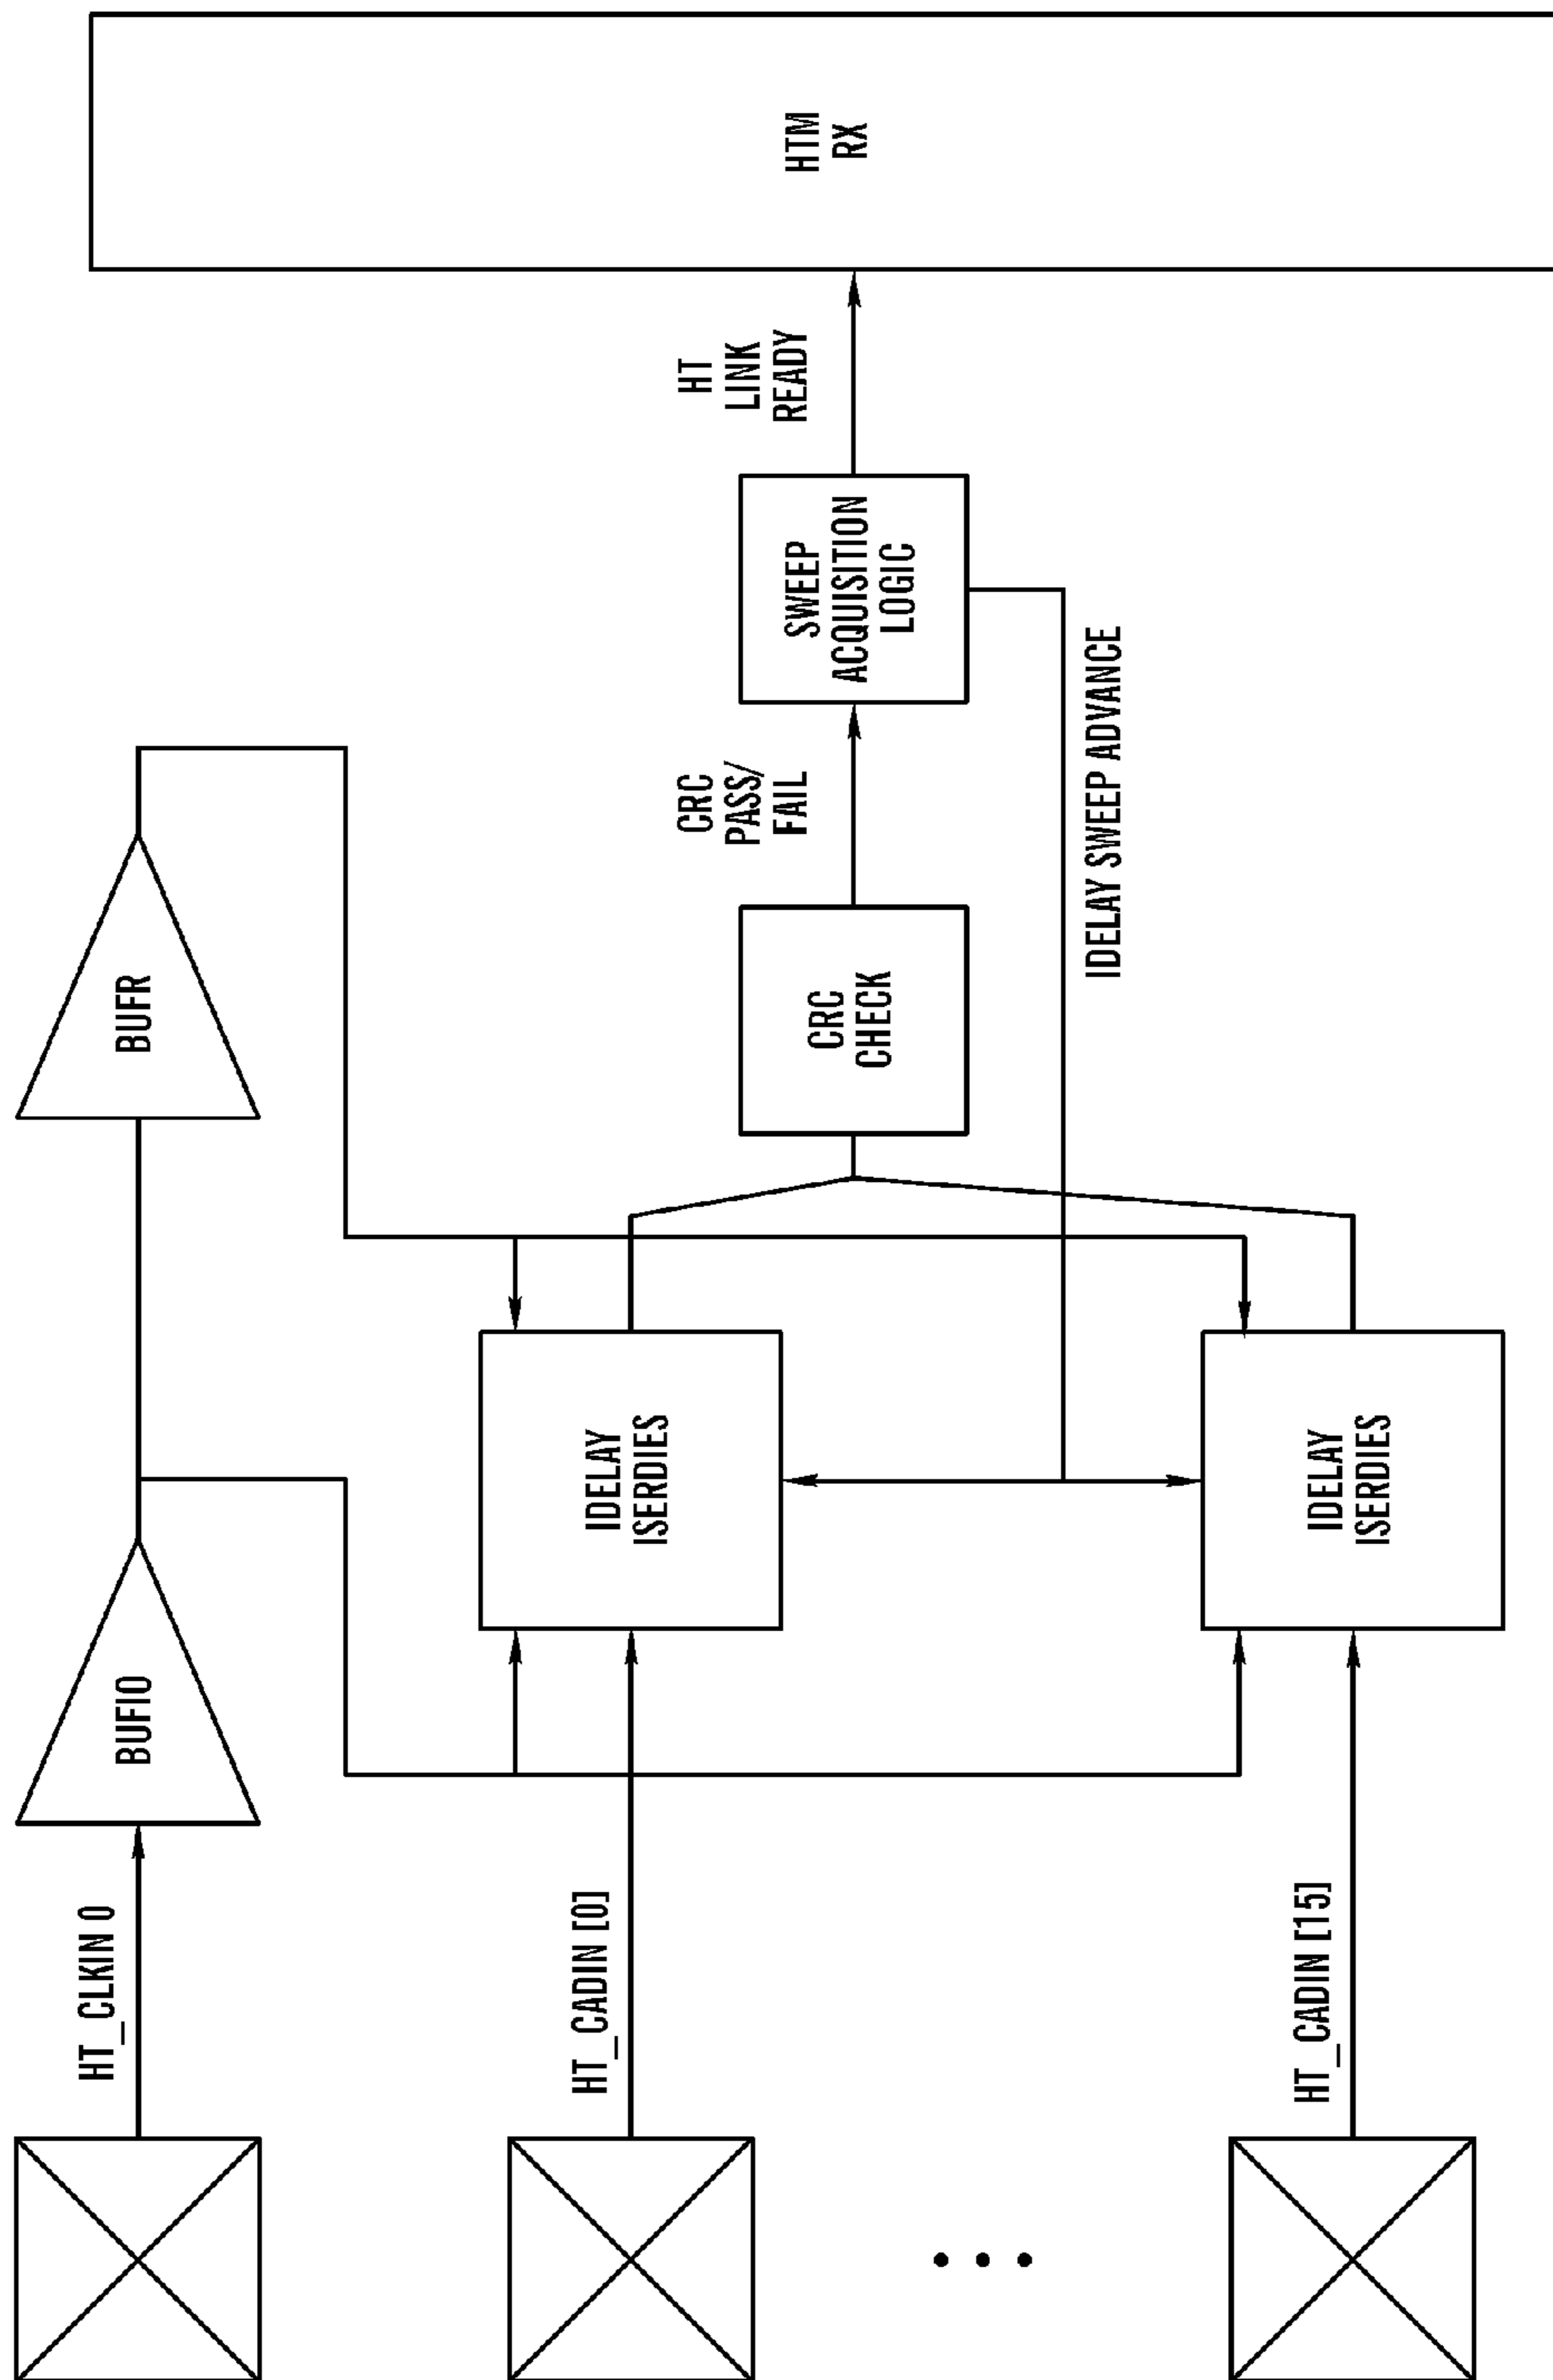 HT_CLKIN 0
BUFIO
BUFR
HT_CADIN [0]
IDELAY
ISERDIES
CRC
CHECK
CRC
PASS/
FAIL
SWEEP
ACQUISITION
LOGIC
HT
LINK
READY
HTM
RX
IDELAY SWEEP ADVANCE
HT_CADIN [15]
IDELAY
ISERDIES